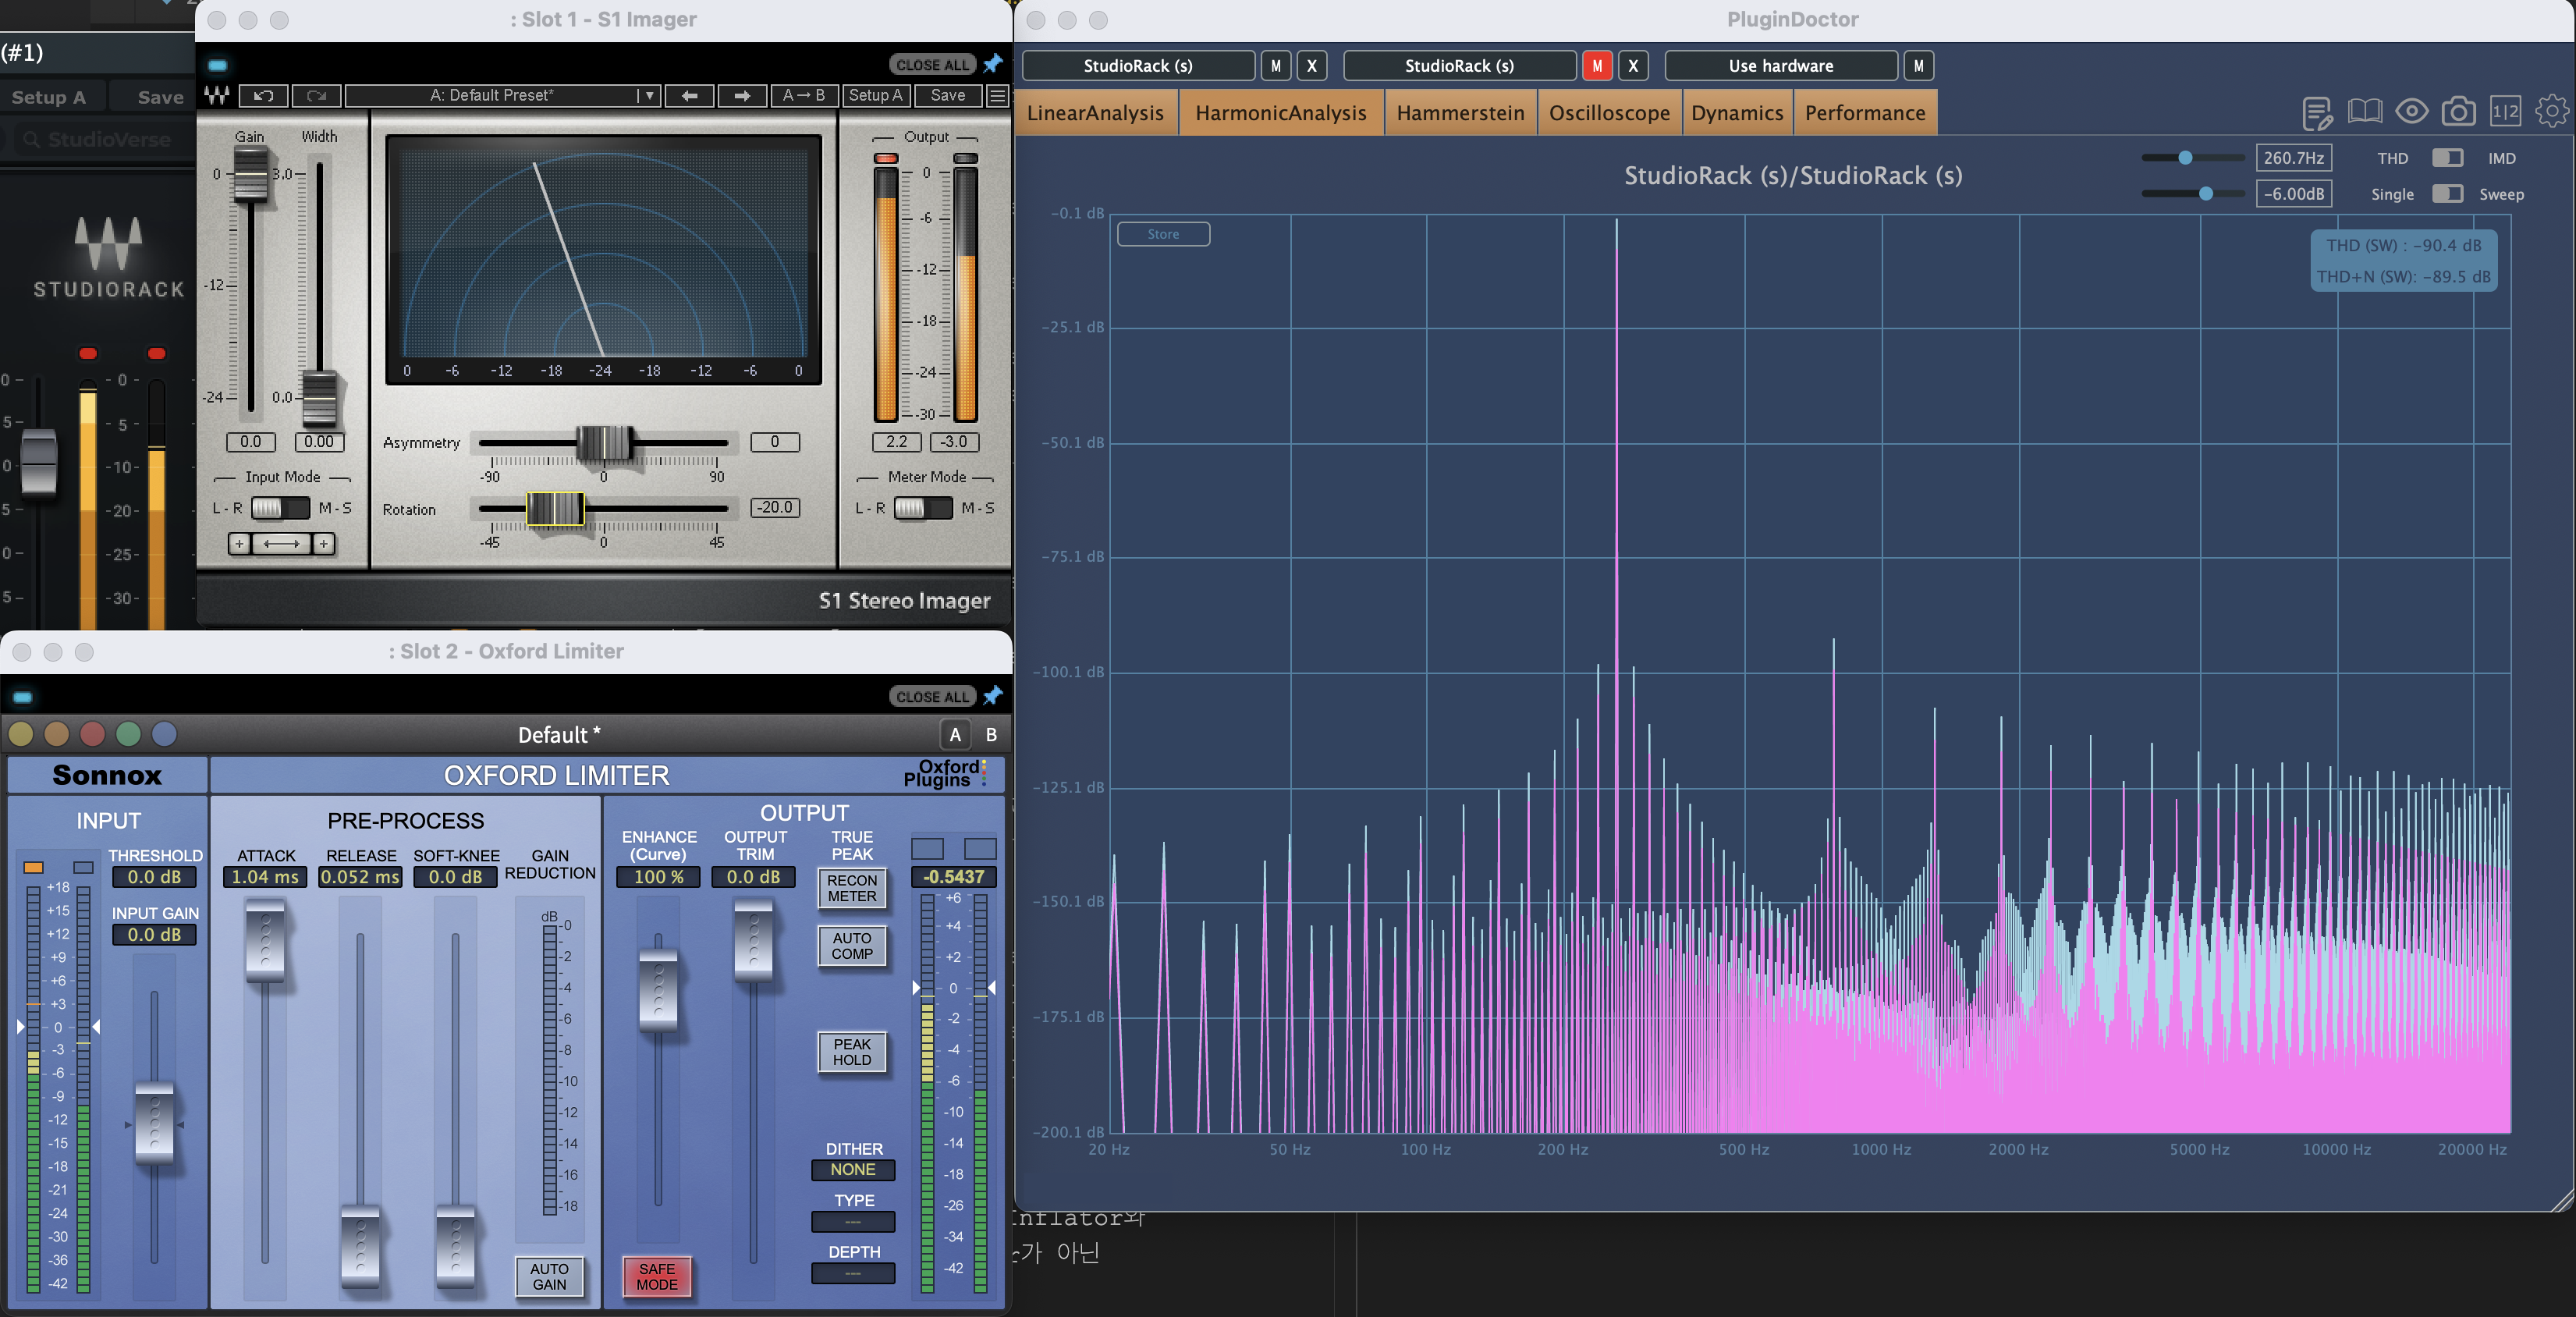 (#1)
Setup A
Save
StudioVerse
STUDIORACK
: Slot 1 - S1 Imager
CLOSE ALL
A: Default Preset*
A→B
Setup A
Save
Gain
Width
0
3.0
-12
-24
0.0
0.0
0.00
Input Mode
L - R
M - S
0 -6 -12 -18 -24 -18 -12 -6 0
Asymmetry
0
-90 0 90
Rotation
-20.0
-45 0 45
Output
0
-6
-12
-18
-24
-30
2.2
-3.0
Meter Mode
L - R
M - S
S1 Stereo Imager
: Slot 2 - Oxford Limiter
CLOSE ALL
Default *
A
B
Sonnox
OXFORD LIMITER
Oxford
Plugins
INPUT
THRESHOLD
0.0 dB
INPUT GAIN
0.0 dB
+18
+15
+12
+9
+6
+3
0
-3
-6
-9
-12
-15
-18
-21
-24
-30
-36
-42
PRE-PROCESS
ATTACK
1.04 ms
RELEASE
0.052 ms
SOFT-KNEE
0.0 dB
GAIN
REDUCTION
dB
-0
-2
-4
-6
-8
-10
-12
-14
-16
-18
AUTO
GAIN
OUTPUT
ENHANCE
(Curve)
100 %
OUTPUT
TRIM
0.0 dB
TRUE
PEAK
RECON
METER
AUTO
COMP
PEAK
HOLD
DITHER
NONE
TYPE
---
DEPTH
---
SAFE
MODE
-0.5437
+6
+4
+2
0
-2
-4
-6
-10
-14
-18
-26
-34
-42
PluginDoctor
StudioRack (s)
M
X
StudioRack (s)
M
X
Use hardware
M
LinearAnalysis
HarmonicAnalysis
Hammerstein
Oscilloscope
Dynamics
Performance
1|2
StudioRack (s)/StudioRack (s)
260.7Hz
THD
IMD
-6.00dB
Single
Sweep
Store
THD (SW) : -90.4 dB
THD+N (SW): -89.5 dB
-0.1 dB
-25.1 dB
-50.1 dB
-75.1 dB
-100.1 dB
-125.1 dB
-150.1 dB
-175.1 dB
-200.1 dB
20 Hz
50 Hz
100 Hz
200 Hz
500 Hz
1000 Hz
2000 Hz
5000 Hz
10000 Hz
20000 Hz
Inflator와
가 아닌